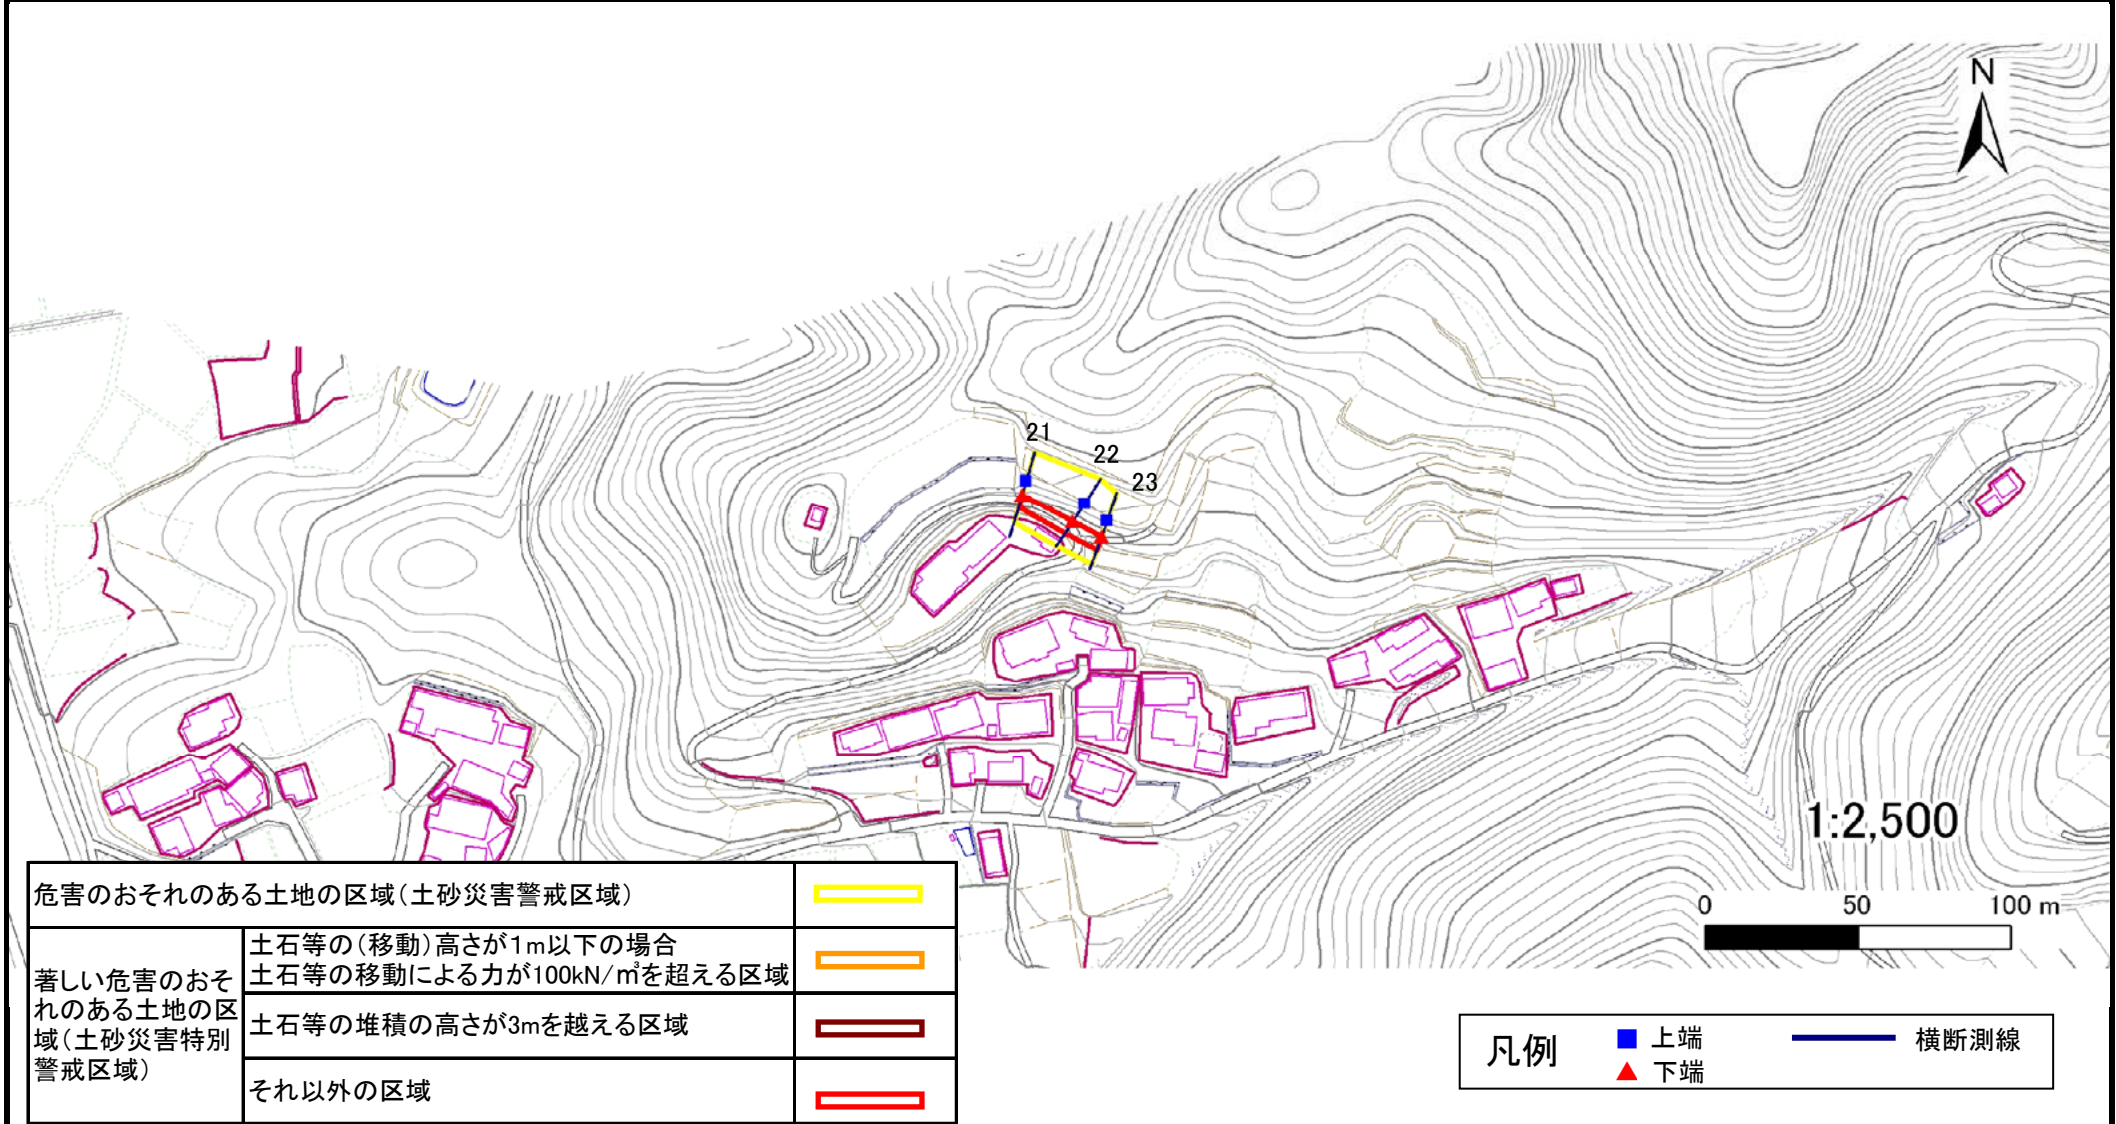 N
21
22
23
1:2,500
0 50 100 m
危害のおそれのある土地の区域(土砂災害警戒区域)
著しい危害のおそ
れのある土地の区
域(土砂災害特別
警戒区域)
土石等の(移動)高さが1m以下の場合
土石等の移動による力が100kN/㎡を超える区域
土石等の堆積の高さが3mを越える区域
それ以外の区域
凡例
上端
下端
横断測線